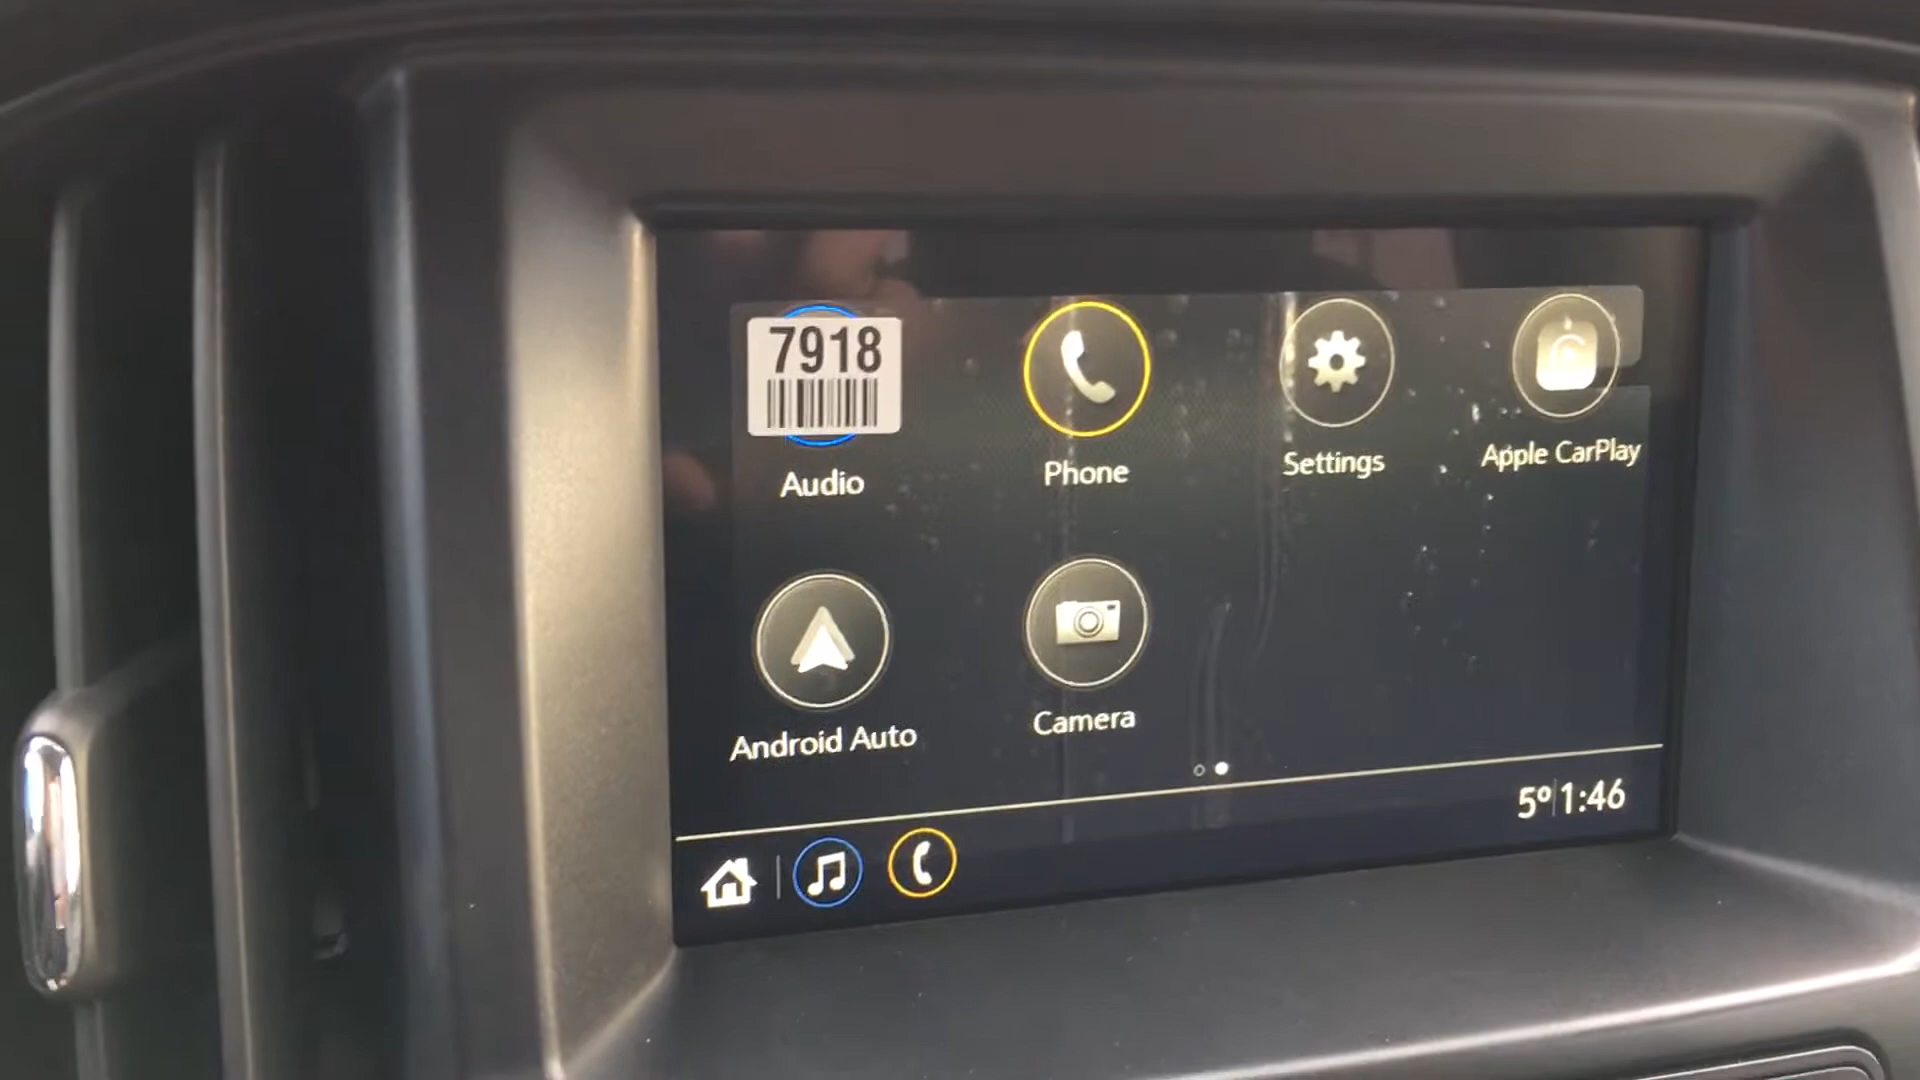 7918
Audio
Phone
Settings
Apple CarPlay
Android Auto
Camera
5° 1:46